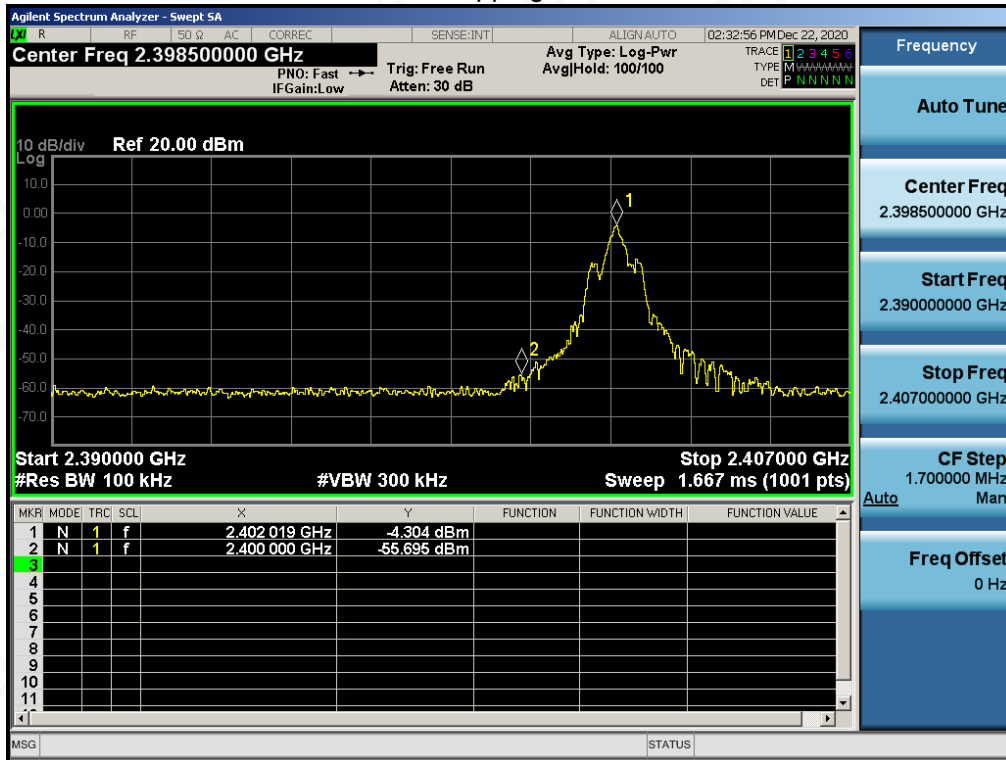 Agilent Spectrum Analyzer - Swept SA
LXI R RF 50 Ω AC CORREC SENSE:INT ALIGN AUTO 02:32:56 PM Dec 22, 2020
Center Freq 2.398500000 GHz
PNO: Fast
IFGain:Low
Trig: Free Run
Atten: 30 dB
Avg Type: Log-Pwr
Avg|Hold: 100/100
TRACE 1 2 3 4 5 6
TYPE M WWWWW
DET P N N N N N
10 dB/div Ref 20.00 dBm
Log
10.0
0.00
-10.0
-20.0
-30.0
-40.0
-50.0
-60.0
-70.0
1
2
Start 2.390000 GHz Stop 2.407000 GHz
#Res BW 100 kHz #VBW 300 kHz Sweep 1.667 ms (1001 pts)
MKR MODE TRC SCL X Y FUNCTION FUNCTION WIDTH FUNCTION VALUE
1 N 1 f 2.402 019 GHz -4.304 dBm
2 N 1 f 2.400 000 GHz -55.695 dBm
3
4
5
6
7
8
9
10
11
MSG STATUS
Frequency
Auto Tune
Center Freq
2.398500000 GHz
Start Freq
2.390000000 GHz
Stop Freq
2.407000000 GHz
CF Step
1.700000 MHz
Auto Man
Freq Offset
0 Hz